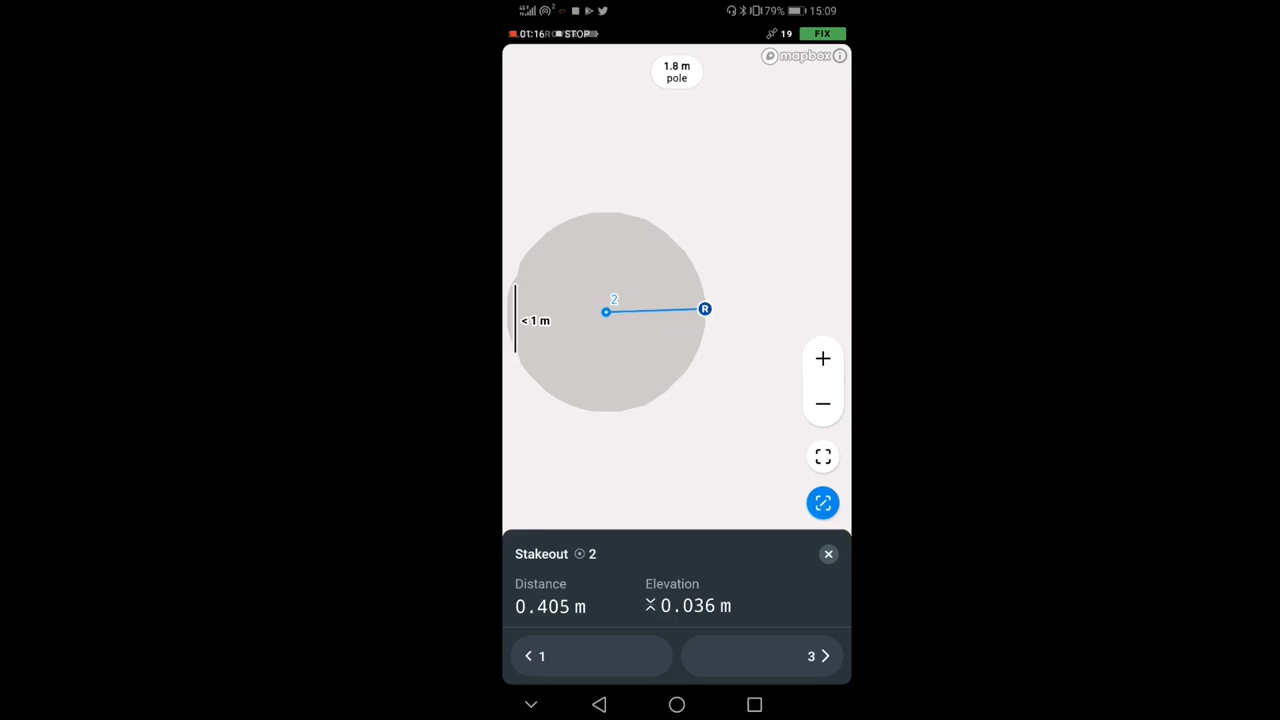 79% 15:09
01:16 STOP 19 FIX
mapbox
1.8 m
pole
2
R
< 1 m
Stakeout 2
Distance Elevation
0.405 m 0.036 m
1 3